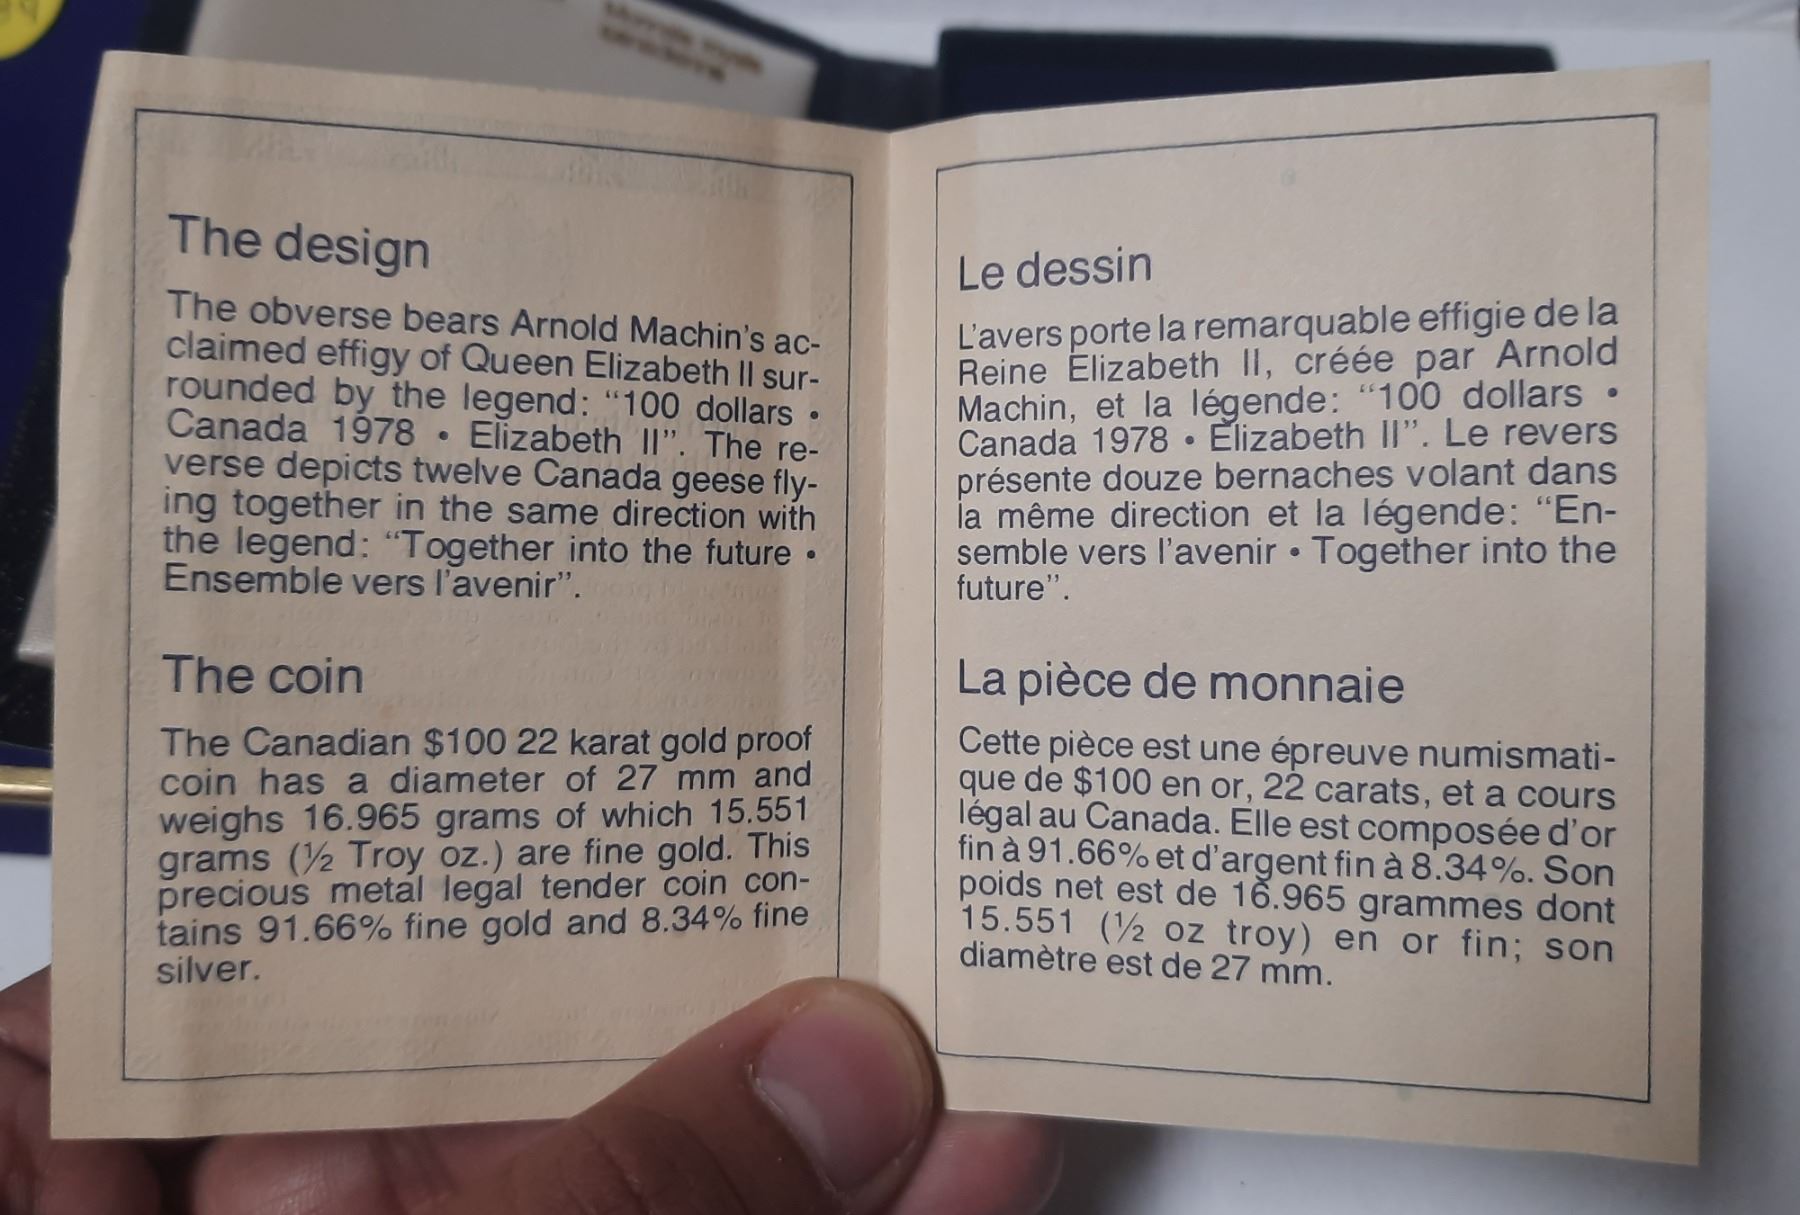 The design
The obverse bears Arnold Machin's ac-
claimed effigy of Queen Elizabeth II sur-
rounded by the legend: “100 dollars •
Canada 1978 • Elizabeth II”. The re-
verse depicts twelve Canada geese fly-
ing together in the same direction with
the legend: “Together into the future •
Ensemble vers l'avenir”.
The coin
The Canadian $100 22 karat gold proof
coin has a diameter of 27 mm and
weighs 16.965 grams of which 15.551
grams (½ Troy oz.) are fine gold. This
precious metal legal tender coin con-
tains 91.66% fine gold and 8.34% fine
silver.
Le dessin
L'avers porte la remarquable effigie de la
Reine Élizabeth II, créée par Arnold
Machin, et la légende: “100 dollars •
Canada 1978 • Élizabeth II”. Le revers
présente douze bernaches volant dans
la même direction et la légende: “En-
semble vers l'avenir • Together into the
future”.
La pièce de monnaie
Cette pièce est une épreuve numismati-
que de $100 en or, 22 carats, et a cours
légal au Canada. Elle est composée d'or
fin à 91.66% et d'argent fin à 8.34%. Son
poids net est de 16.965 grammes dont
15.551 (½ oz troy) en or fin; son
diamètre est de 27 mm.